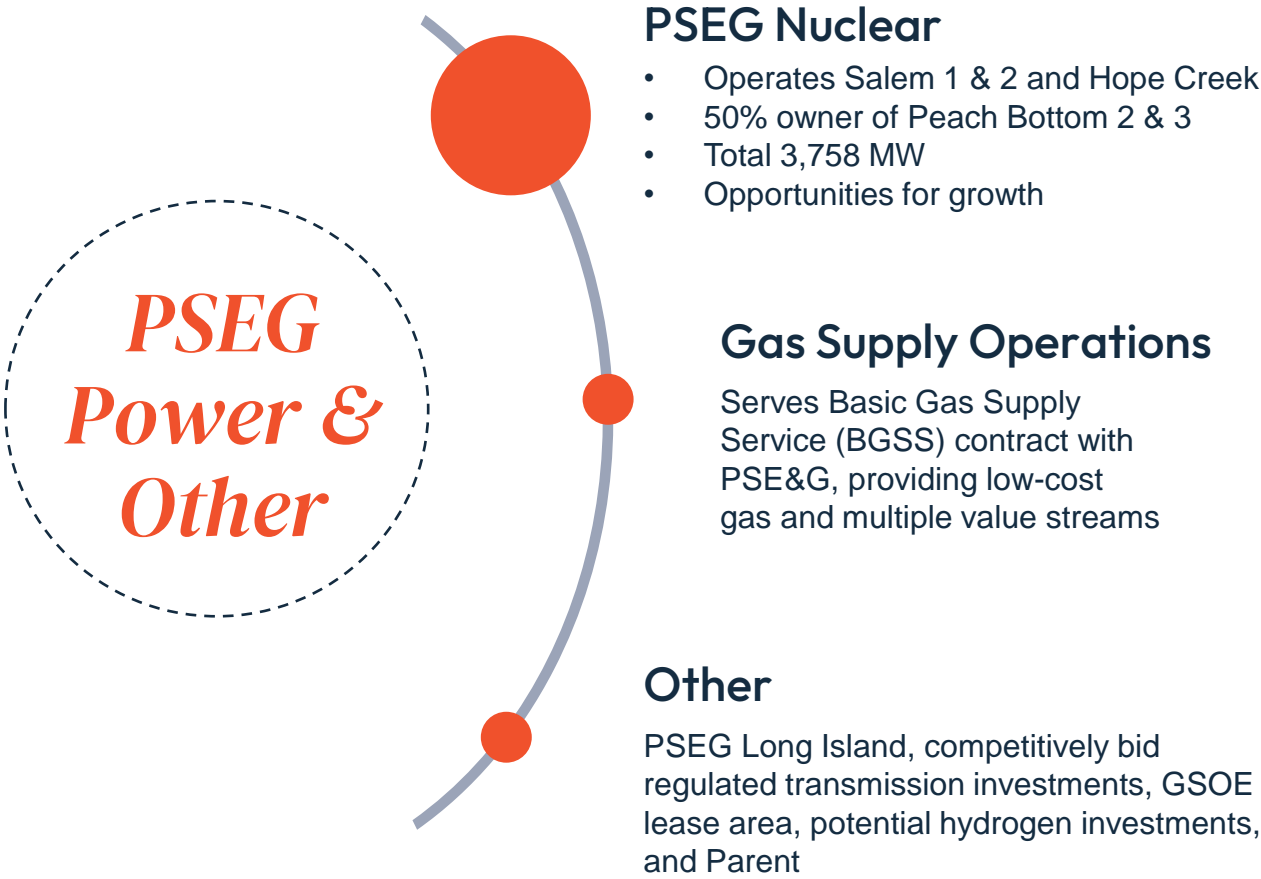 PSEG
Power &
Other
PSEG Nuclear
• Operates Salem 1 & 2 and Hope Creek
• 50% owner of Peach Bottom 2 & 3
• Total 3,758 MW
• Opportunities for growth
Gas Supply Operations
Serves Basic Gas Supply
Service (BGSS) contract with
PSE&G, providing low-cost
gas and multiple value streams
Other
PSEG Long Island, competitively bid
regulated transmission investments, GSOE
lease area, potential hydrogen investments,
and Parent